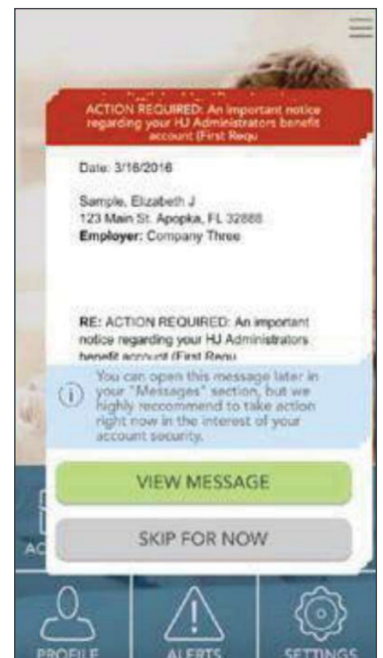 ACTION REQUIRED: An important notice
regarding your HJ Administrators benefit
account (First Requ
Date: 3/16/2016
Sample, Elizabeth J
123 Main St. Apopka, FL 32888
Employer: Company Three
RE: ACTION REQUIRED: An important
notice regarding your HJ Administrators
benefit account (First Requ
You can open this message later in
your "Messages" section, but we
highly reccommend to take action
right now in the interest of your
account security.
VIEW MESSAGE
SKIP FOR NOW
AC
PROFILE
ALERTS
SETTINGS